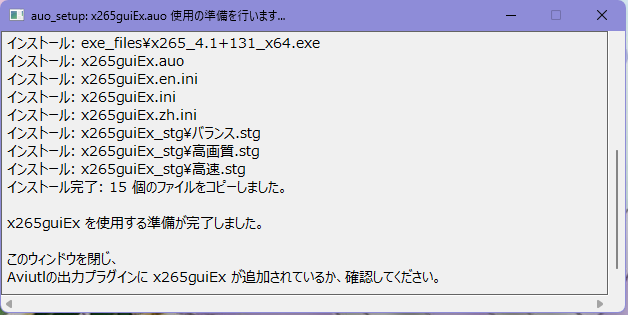 auo_setup: x265guiEx.auo 使用の準備を行います...
インストール: exe_files¥x265_4.1+131_x64.exe
インストール: x265guiEx.auo
インストール: x265guiEx.en.ini
インストール: x265guiEx.ini
インストール: x265guiEx.zh.ini
インストール: x265guiEx_stg¥バランス.stg
インストール: x265guiEx_stg¥高画質.stg
インストール: x265guiEx_stg¥高速.stg
インストール完了: 15 個のファイルをコピーしました。
x265guiEx を使用する準備が完了しました。
このウィンドウを閉じ、
Aviutlの出力プラグインに x265guiEx が追加されているか、確認してください。